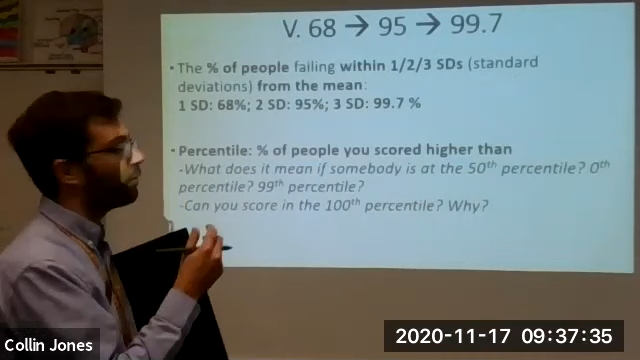 V. 68 → 95 → 99.7
• The % of people failing within 1/2/3 SDs (standard
deviations) from the mean:
1 SD: 68%; 2 SD: 95%; 3 SD: 99.7 %
• Percentile: % of people you scored higher than
-What does it mean if somebody is at the 50th percentile? 0th
percentile? 99th percentile?
-Can you score in the 100th percentile? Why?
Collin Jones
2020-11-17 09:37:35